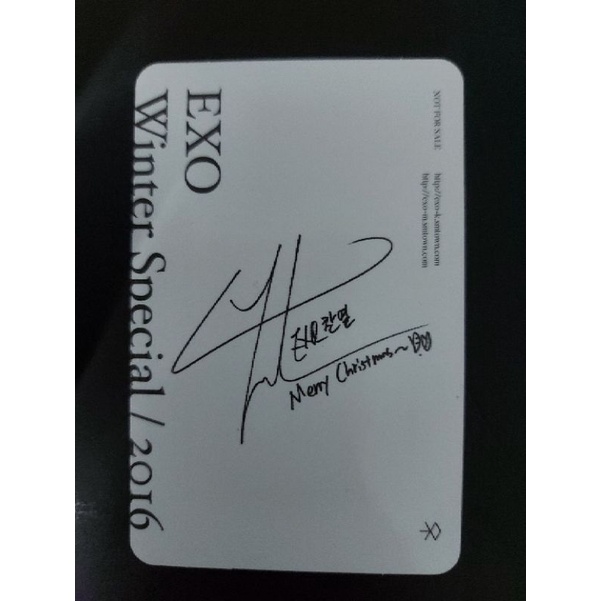 EXO
Winter Special / 2016
NOT FOR SALE
http://exo-k.smtown.com
http://exo-m.smtown.com
EXO 찬열
Merry Christmas~